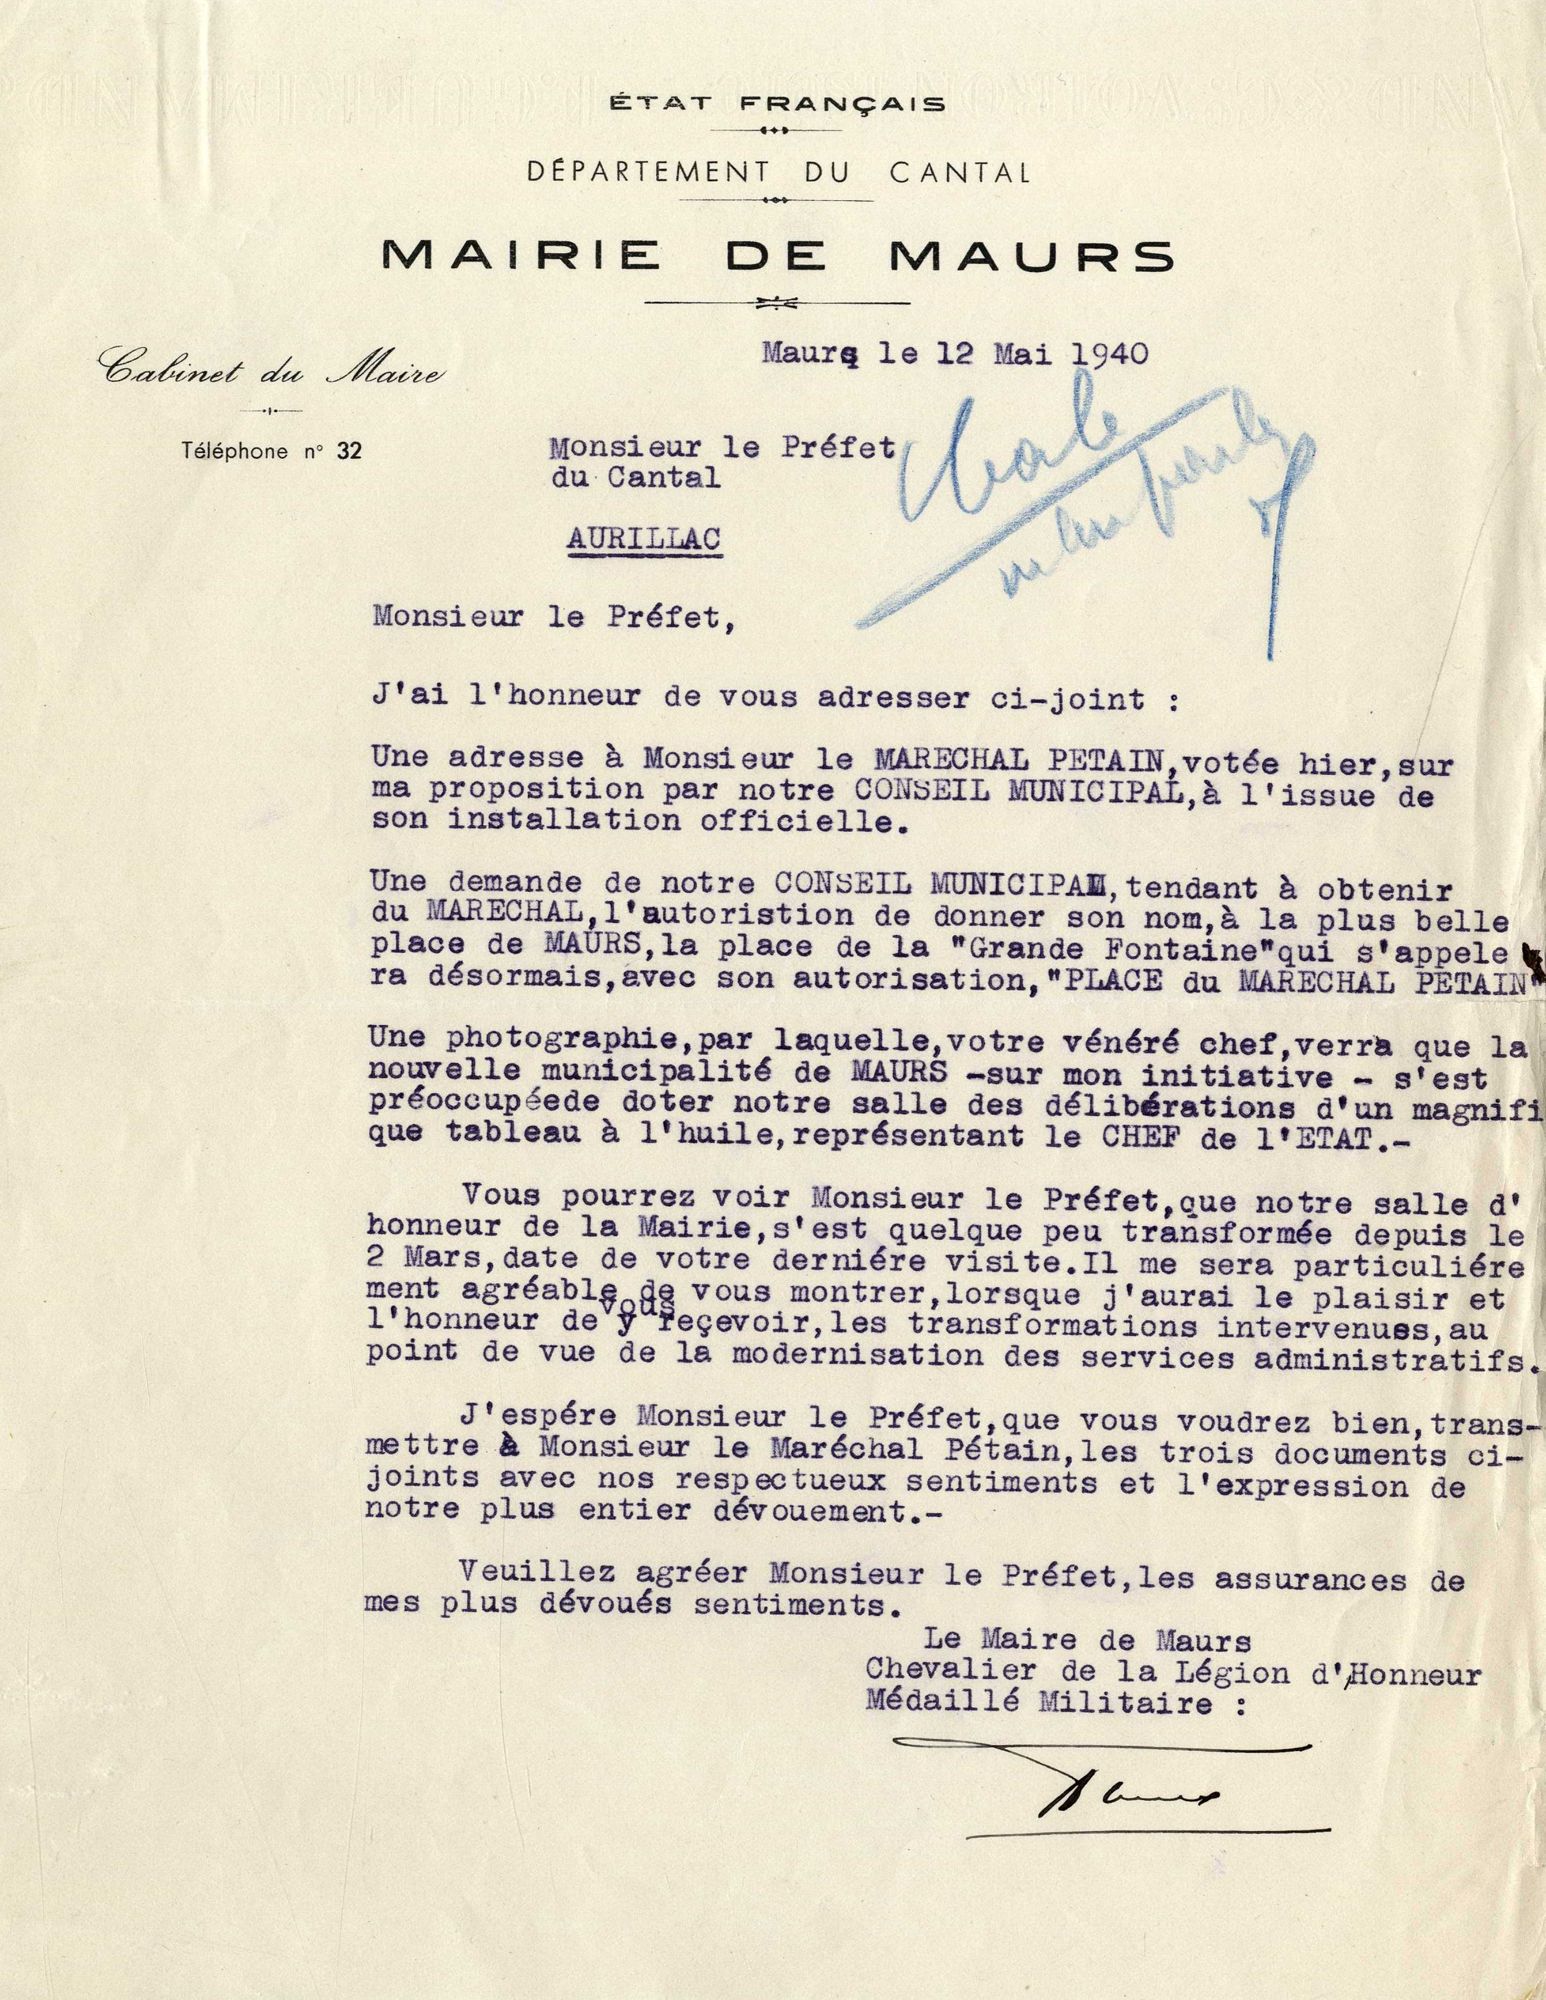 ÉTAT FRANÇAIS
DÉPARTEMENT DU CANTAL
MAIRIE DE MAURS
Cabinet du Maire
Téléphone n° 32
Maurs le 12 Mai 1940
Monsieur le Préfet
du Cantal
AURILLAC
Monsieur le Préfet,
J'ai l'honneur de vous adresser ci-joint :
Une adresse à Monsieur le MARECHAL PETAIN,votée hier,sur
ma proposition par notre CONSEIL MUNICIPAL,à l'issue de
son installation officielle.
Une demande de notre CONSEIL MUNICIPAL,tendant à obtenir
du MARECHAL,l'autoristion de donner son nom,à la plus belle
place de MAURS,la place de la "Grande Fontaine"qui s'appele
ra désormais,avec son autorisation,"PLACE du MARECHAL PETAIN"
Une photographie,par laquelle,votre vénéré chef,verra que la
nouvelle municipalité de MAURS -sur mon initiative - s'est
préoccupéede doter notre salle des délibérations d'un magnifi
que tableau à l'huile,représentant le CHEF de l'ETAT.-
Vous pourrez voir Monsieur le Préfet,que notre salle d'
honneur de la Mairie,s'est quelque peu transformée depuis le
2 Mars,date de votre derniére visite.Il me sera particuliére
ment agréable de vous montrer,lorsque j'aurai le plaisir et
l'honneur de vous y reçevoir,les transformations intervenues,au
point de vue de la modernisation des services administratifs.
J'espére Monsieur le Préfet,que vous voudrez bien,trans-
mettre à Monsieur le Maréchal Pétain,les trois documents ci-
joints avec nos respectueux sentiments et l'expression de
notre plus entier dévouement.-
Veuillez agréer Monsieur le Préfet,les assurances de
mes plus dévoués sentiments.
Le Maire de Maurs
Chevalier de la Légion d'Honneur
Médaillé Militaire :